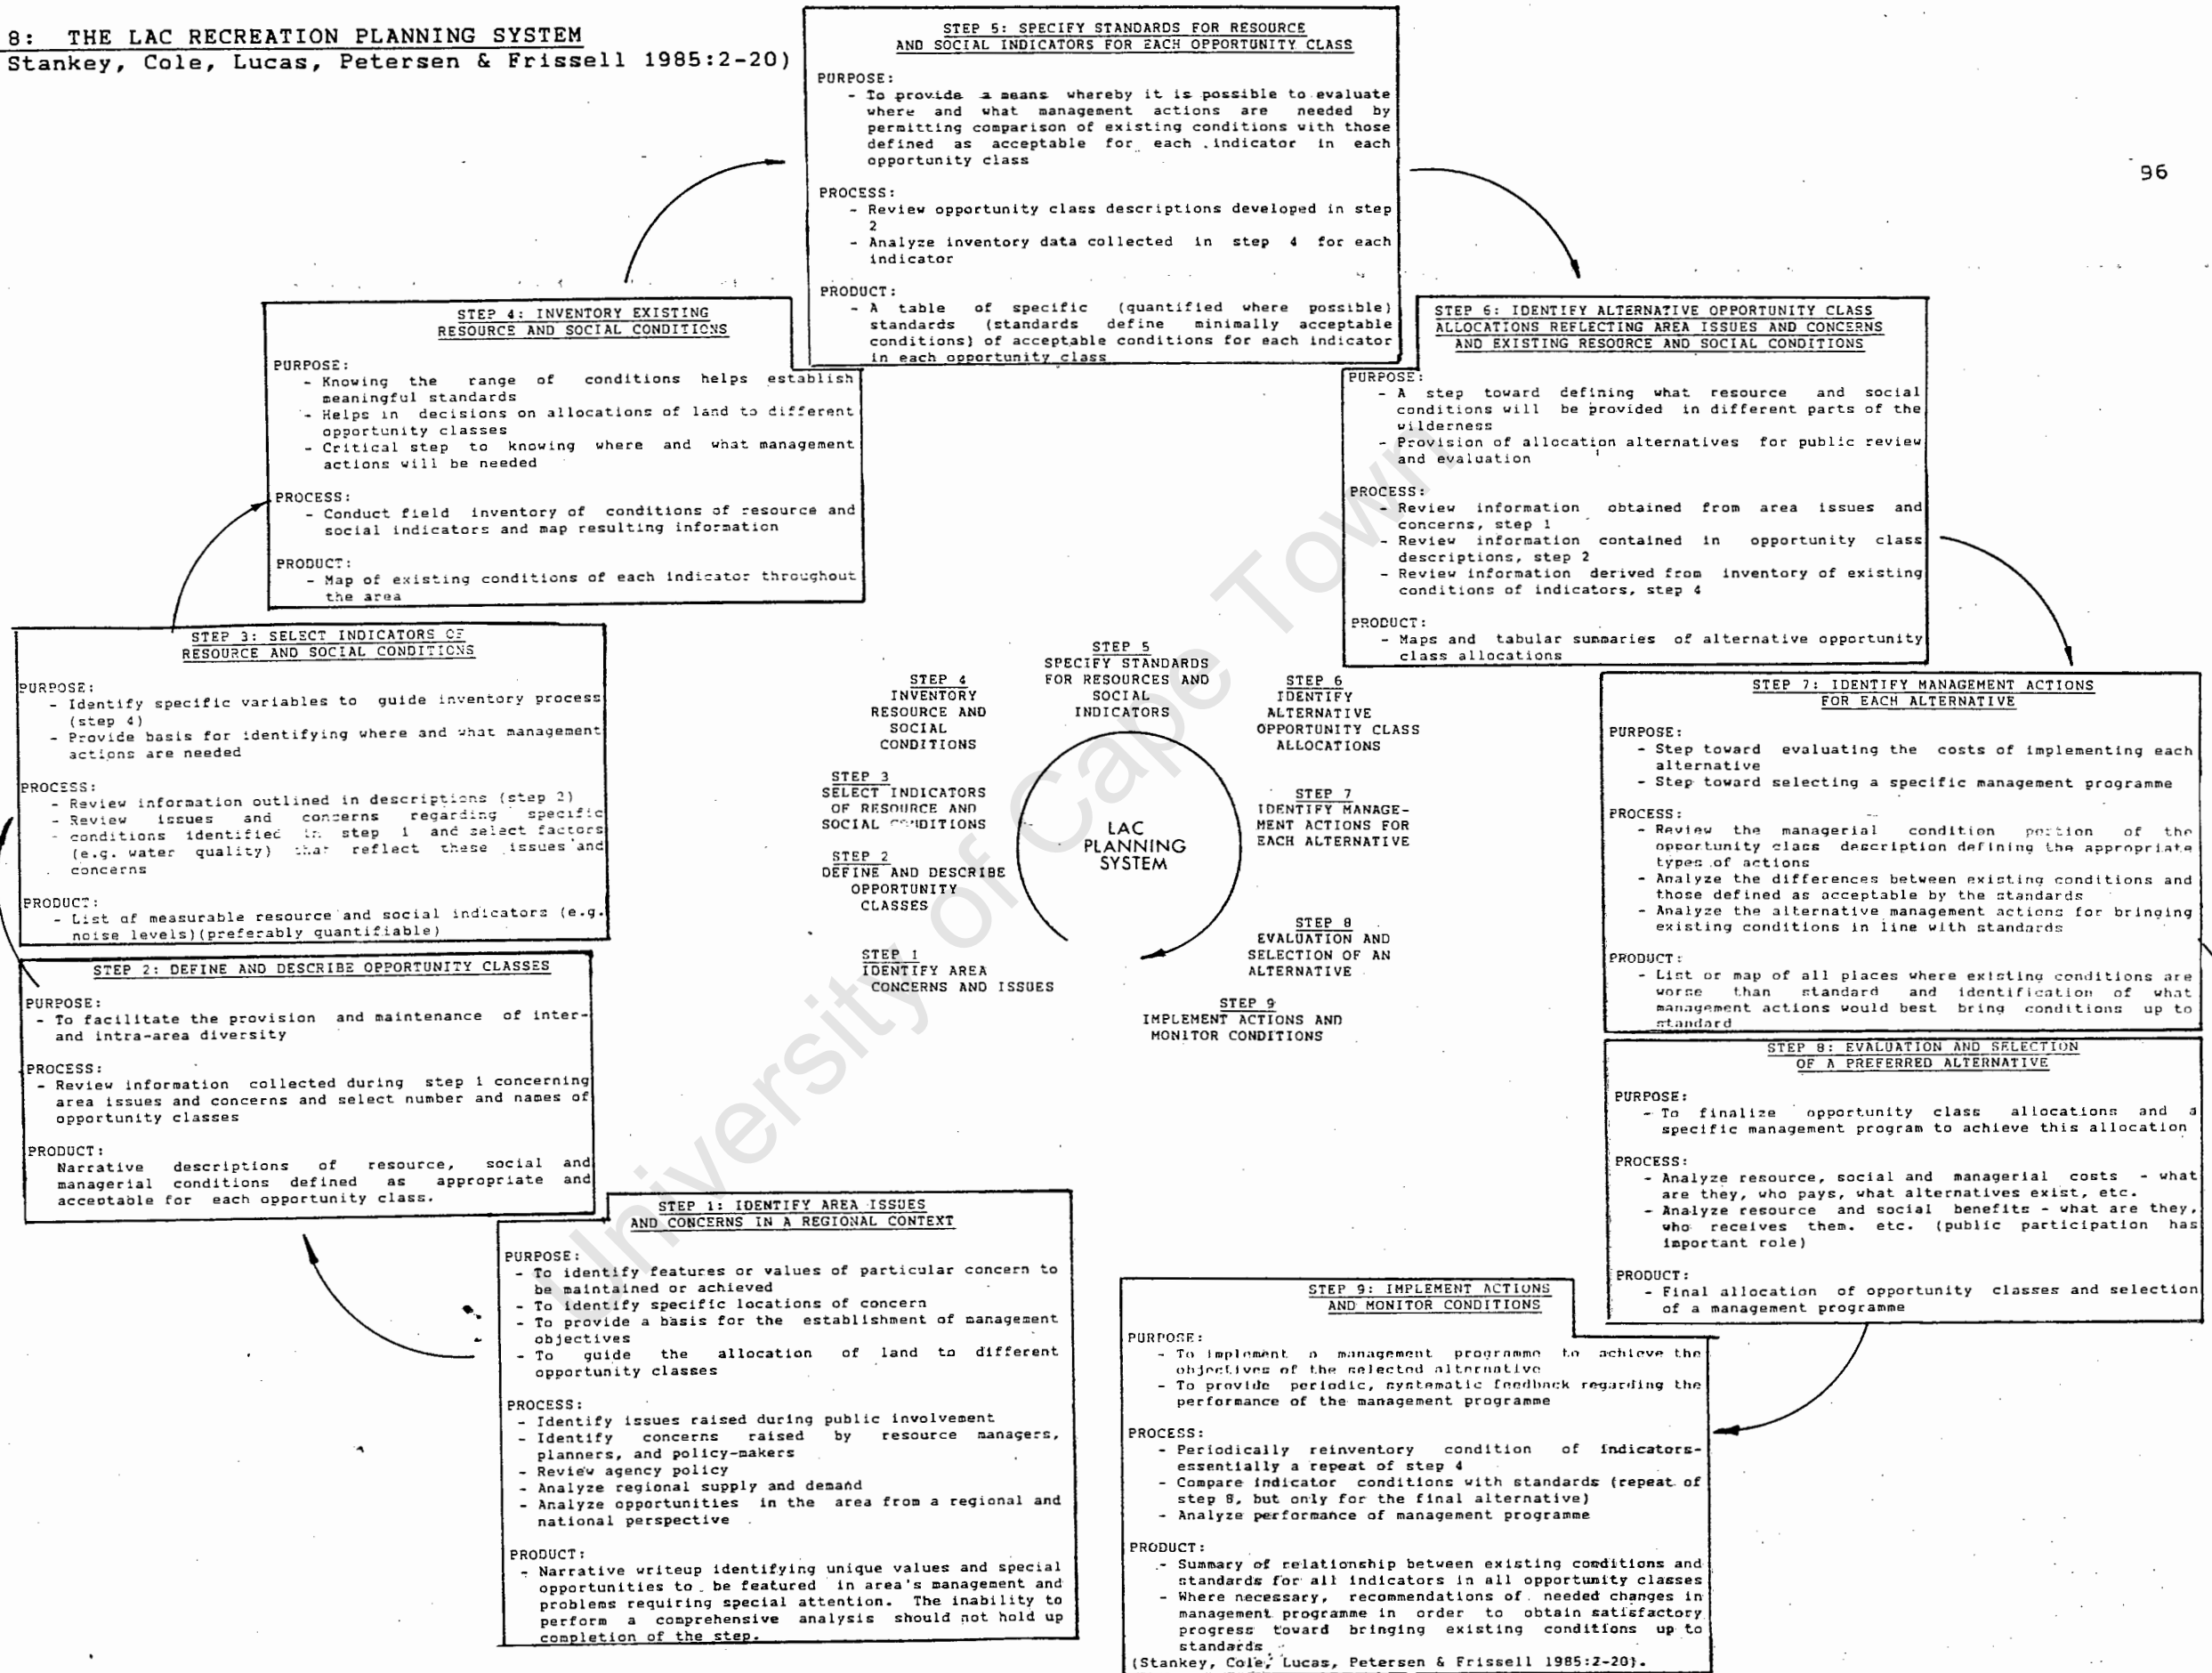 8: THE LAC RECREATION PLANNING SYSTEM
Stankey, Cole, Lucas, Petersen & Frissell 1985:2-20)
96
STEP 5: SPECIFY STANDARDS FOR RESOURCE
AND SOCIAL INDICATORS FOR EACH OPPORTUNITY CLASS
PURPOSE:
- To provide a means whereby it is possible to evaluate
where and what management actions are needed by
permitting comparison of existing conditions with those
defined as acceptable for each indicator in each
opportunity class
PROCESS:
- Review opportunity class descriptions developed in step
2
- Analyze inventory data collected in step 4 for each
indicator
PRODUCT:
- A table of specific (quantified where possible)
standards (standards define minimally acceptable
conditions) of acceptable conditions for each indicator
in each opportunity class
STEP 4: INVENTORY EXISTING
RESOURCE AND SOCIAL CONDITIONS
PURPOSE:
- Knowing the range of conditions helps establish
meaningful standards
- Helps in decisions on allocations of land to different
opportunity classes
- Critical step to knowing where and what management
actions will be needed
PROCESS:
- Conduct field inventory of conditions of resource and
social indicators and map resulting information
PRODUCT:
- Map of existing conditions of each indicator throughout
the area
STEP 6: IDENTIFY ALTERNATIVE OPPORTUNITY CLASS
ALLOCATIONS REFLECTING AREA ISSUES AND CONCERNS
AND EXISTING RESOURCE AND SOCIAL CONDITIONS
PURPOSE:
- A step toward defining what resource and social
conditions will be provided in different parts of the
wilderness
- Provision of allocation alternatives for public review
and evaluation
PROCESS:
- Review information obtained from area issues and
concerns, step 1
- Review information contained in opportunity class
descriptions, step 2
- Review information derived from inventory of existing
conditions of indicators, step 4
PRODUCT:
- Maps and tabular summaries of alternative opportunity
class allocations
STEP 3: SELECT INDICATORS OF
RESOURCE AND SOCIAL CONDITIONS
PURPOSE:
- Identify specific variables to guide inventory process
(step 4)
- Provide basis for identifying where and what management
actions are needed
PROCESS:
- Review information outlined in descriptions (step 2)
- Review issues and concerns regarding specific
- conditions identified in step 1 and select factors
(e.g. water quality) that reflect these issues and
concerns
PRODUCT:
- List of measurable resource and social indicators (e.g.
noise levels)(preferably quantifiable)
STEP 5
SPECIFY STANDARDS
FOR RESOURCES AND
SOCIAL
INDICATORS
STEP 4
INVENTORY
RESOURCE AND
SOCIAL
CONDITIONS
STEP 6
IDENTIFY
ALTERNATIVE
OPPORTUNITY CLASS
ALLOCATIONS
STEP 3
SELECT INDICATORS
OF RESOURCE AND
SOCIAL CONDITIONS
STEP 7
IDENTIFY MANAGE-
MENT ACTIONS FOR
EACH ALTERNATIVE
LAC
PLANNING
SYSTEM
STEP 2
DEFINE AND DESCRIBE
OPPORTUNITY
CLASSES
STEP 8
EVALUATION AND
SELECTION OF AN
ALTERNATIVE
STEP 1
IDENTIFY AREA
CONCERNS AND ISSUES
STEP 9
IMPLEMENT ACTIONS AND
MONITOR CONDITIONS
STEP 7: IDENTIFY MANAGEMENT ACTIONS
FOR EACH ALTERNATIVE
PURPOSE:
- Step toward evaluating the costs of implementing each
alternative
- Step toward selecting a specific management programme
PROCESS:
- Review the managerial condition portion of the
opportunity class description defining the appropriate
types of actions
- Analyze the differences between existing conditions and
those defined as acceptable by the standards
- Analyze the alternative management actions for bringing
existing conditions in line with standards
PRODUCT:
- List or map of all places where existing conditions are
worse than standard and identification of what
management actions would best bring conditions up to
standard
STEP 2: DEFINE AND DESCRIBE OPPORTUNITY CLASSES
PURPOSE:
- To facilitate the provision and maintenance of inter-
and intra-area diversity
PROCESS:
- Review information collected during step 1 concerning
area issues and concerns and select number and names of
opportunity classes
PRODUCT:
Narrative descriptions of resource, social and
managerial conditions defined as appropriate and
acceptable for each opportunity class.
STEP 8: EVALUATION AND SELECTION
OF A PREFERRED ALTERNATIVE
PURPOSE:
- To finalize opportunity class allocations and a
specific management program to achieve this allocation
PROCESS:
- Analyze resource, social and managerial costs - what
are they, who pays, what alternatives exist, etc.
- Analyze resource and social benefits - what are they,
who receives them. etc. (public participation has
important role)
PRODUCT:
- Final allocation of opportunity classes and selection
of a management programme
STEP 1: IDENTIFY AREA ISSUES
AND CONCERNS IN A REGIONAL CONTEXT
PURPOSE:
- To identify features or values of particular concern to
be maintained or achieved
- To identify specific locations of concern
- To provide a basis for the establishment of management
objectives
- To guide the allocation of land to different
opportunity classes
PROCESS:
- Identify issues raised during public involvement
- Identify concerns raised by resource managers,
planners, and policy-makers
- Review agency policy
- Analyze regional supply and demand
- Analyze opportunities in the area from a regional and
national perspective
PRODUCT:
- Narrative writeup identifying unique values and special
opportunities to be featured in area's management and
problems requiring special attention. The inability to
perform a comprehensive analysis should not hold up
completion of the step.
STEP 9: IMPLEMENT ACTIONS
AND MONITOR CONDITIONS
PURPOSE:
- To implement a management programme to achieve the
objectives of the selected alternative
- To provide periodic, systematic feedback regarding the
performance of the management programme
PROCESS:
- Periodically reinventory condition of indicators-
essentially a repeat of step 4
- Compare indicator conditions with standards (repeat of
step 8, but only for the final alternative)
- Analyze performance of management programme
PRODUCT:
- Summary of relationship between existing conditions and
standards for all indicators in all opportunity classes
- Where necessary, recommendations of needed changes in
management programme in order to obtain satisfactory
progress toward bringing existing conditions up to
standards
(Stankey, Cole, Lucas, Petersen & Frissell 1985:2-20).
University of Cape Town